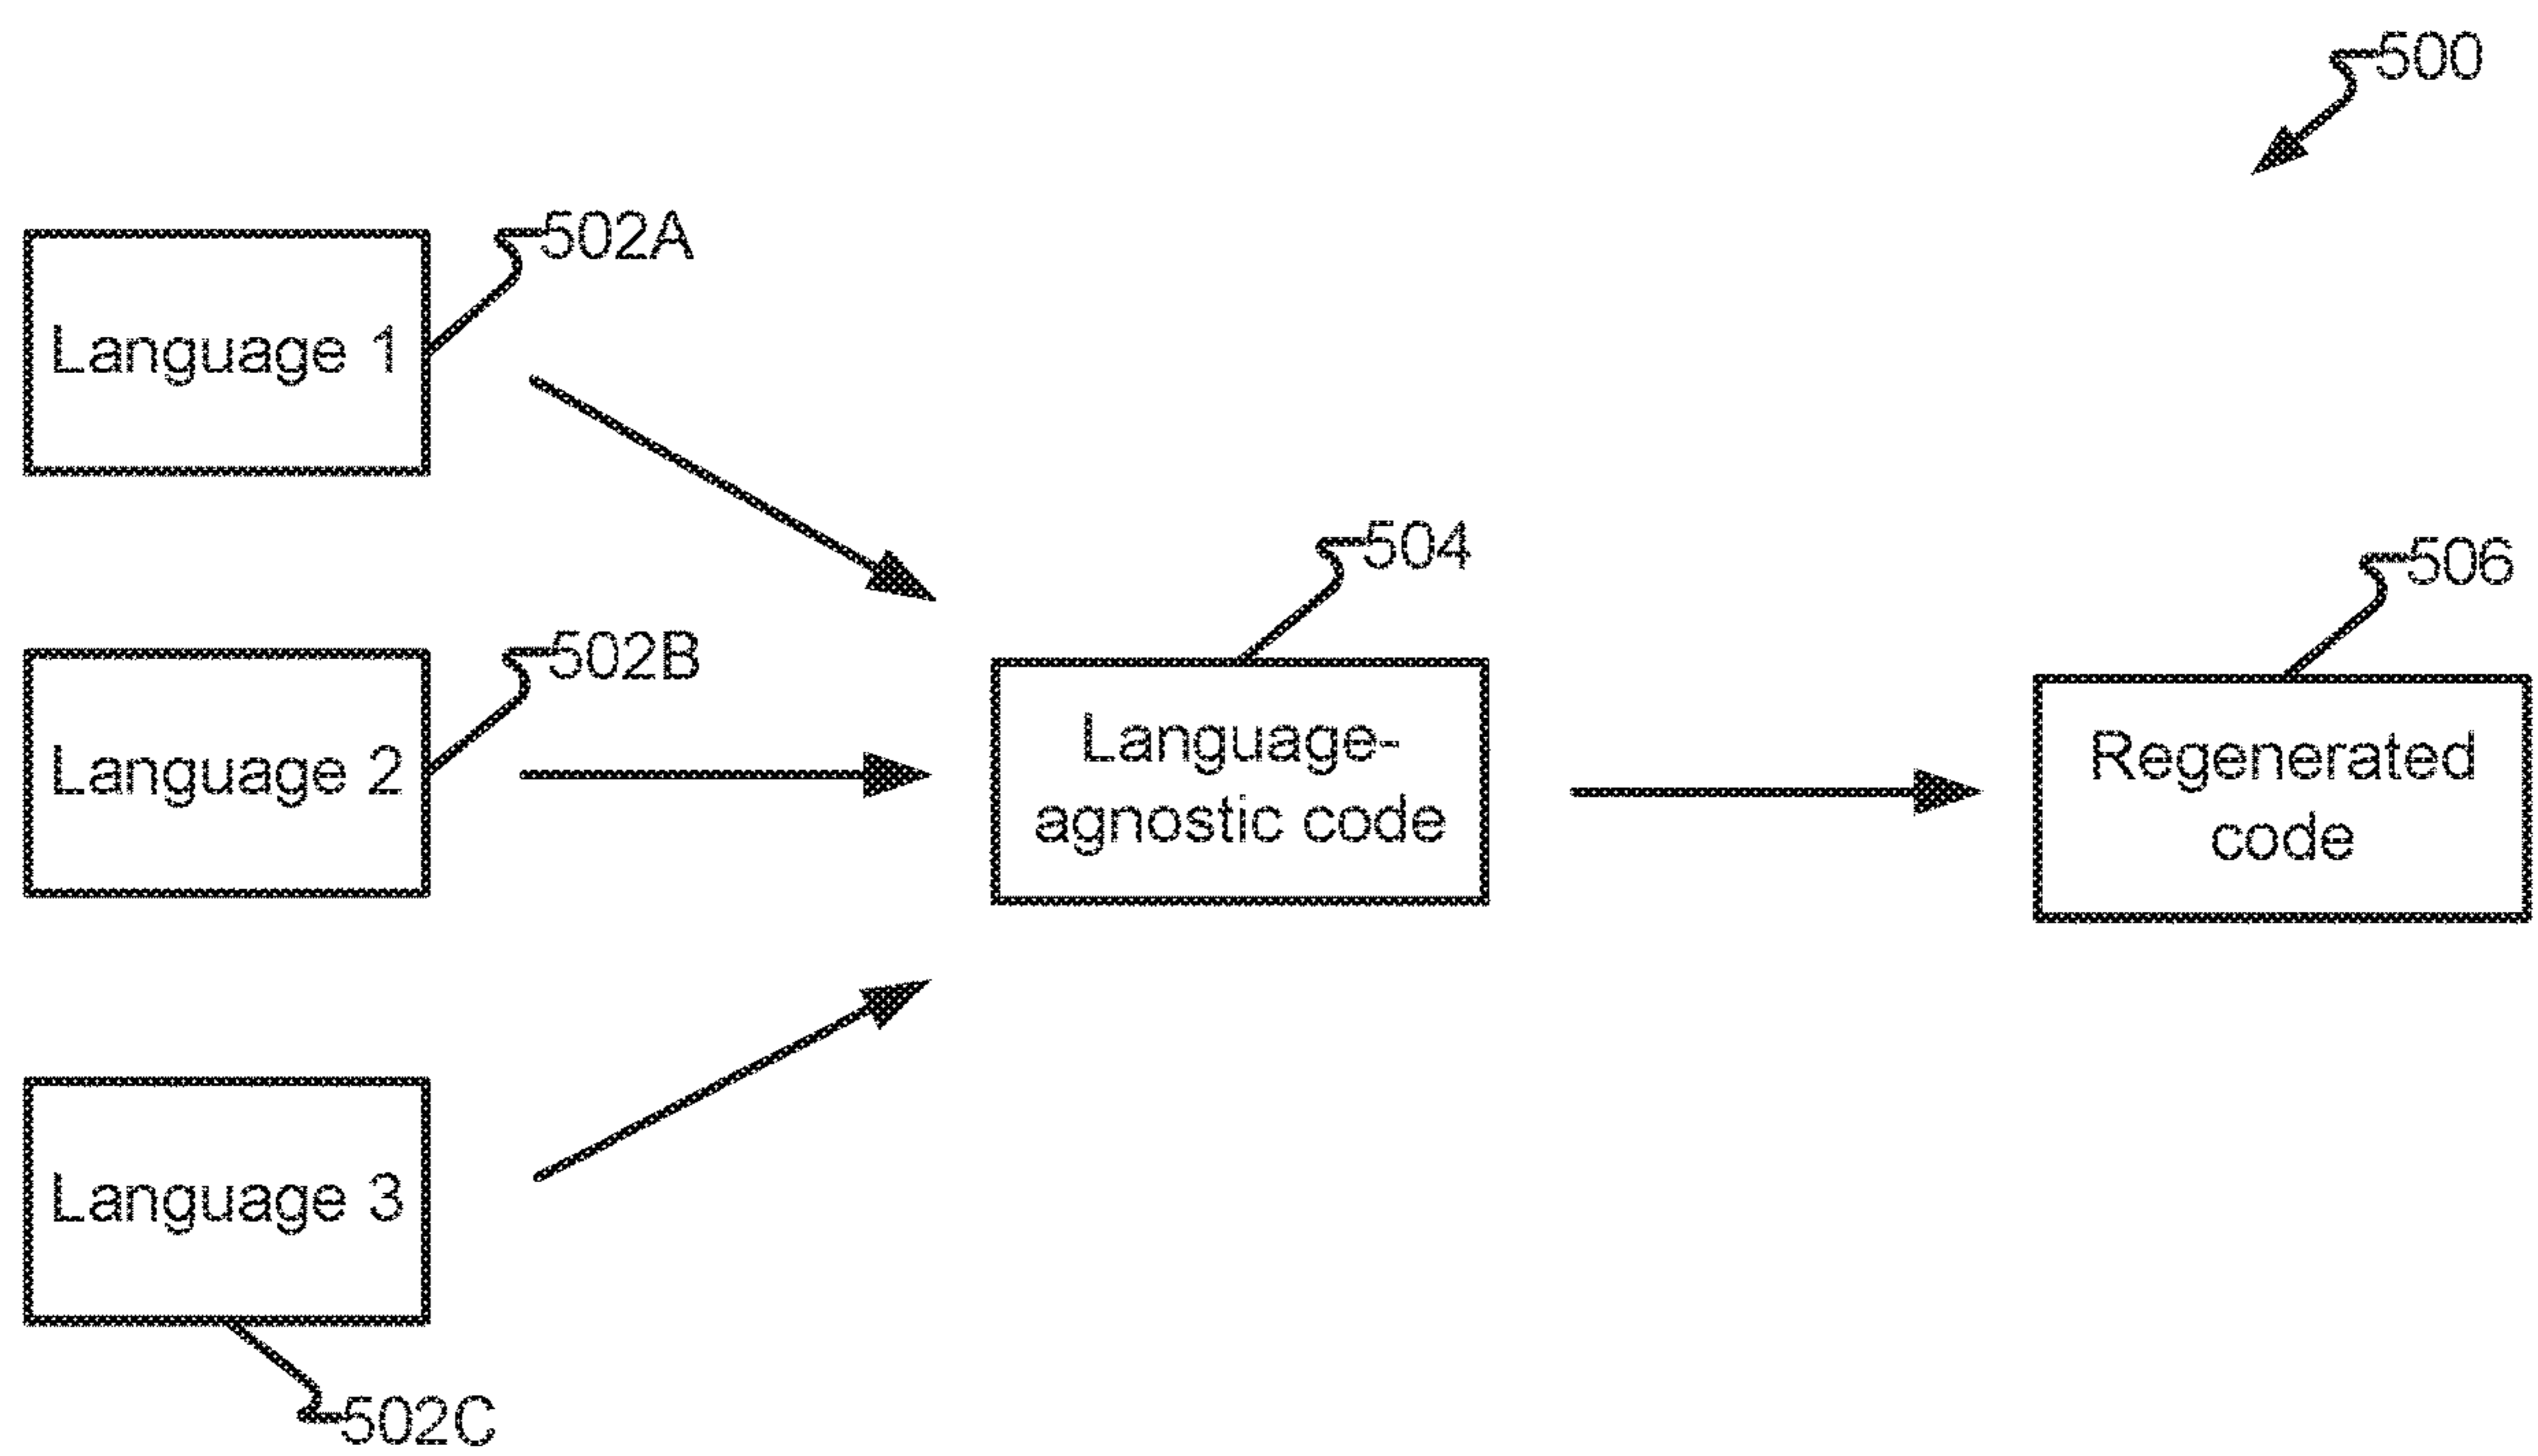 500
502A
Language 1
504
506
502B
Language 2
Language-
agnostic code
Regenerated
code
Language 3
502C